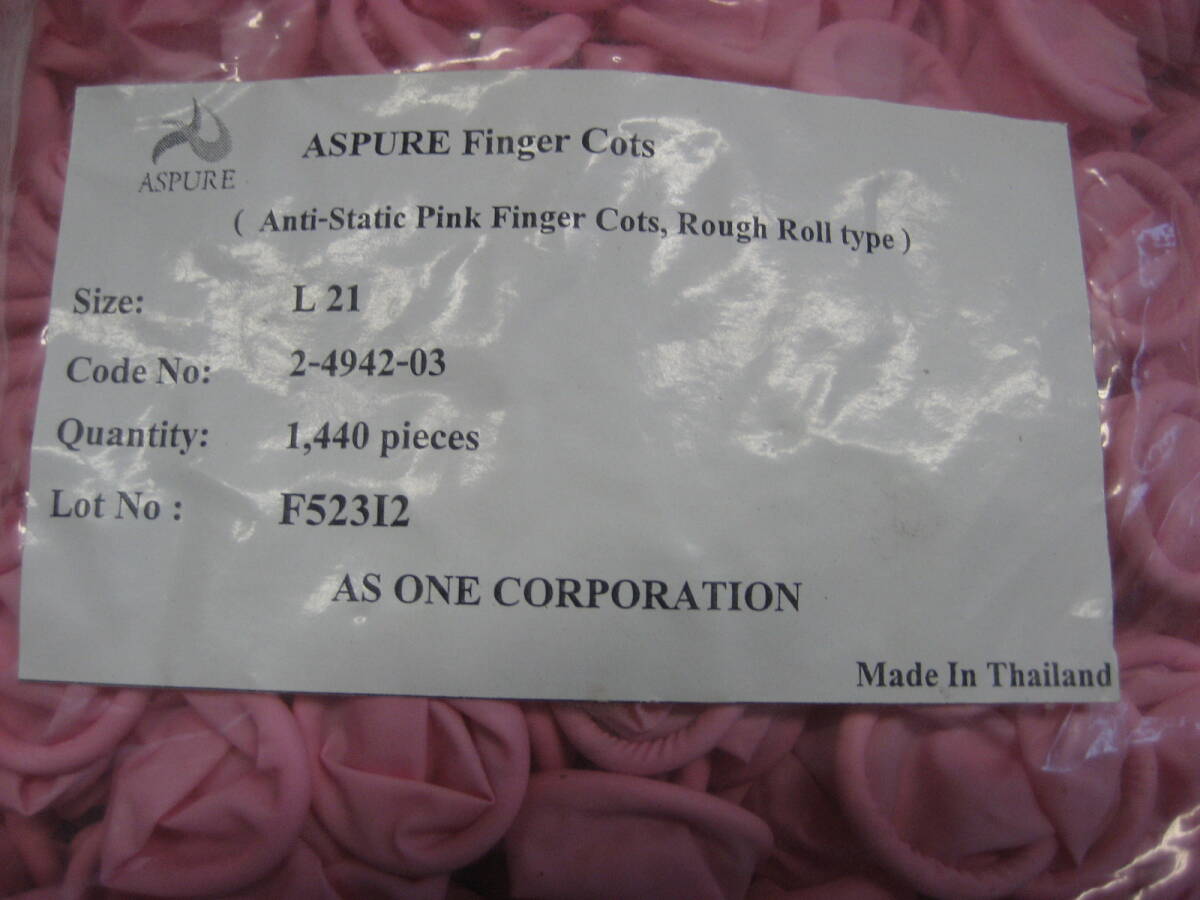 ASPURE
ASPURE Finger Cots
( Anti-Static Pink Finger Cots, Rough Roll type )
Size: L 21
Code No: 2-4942-03
Quantity: 1,440 pieces
Lot No : F523I2
AS ONE CORPORATION
Made In Thailand